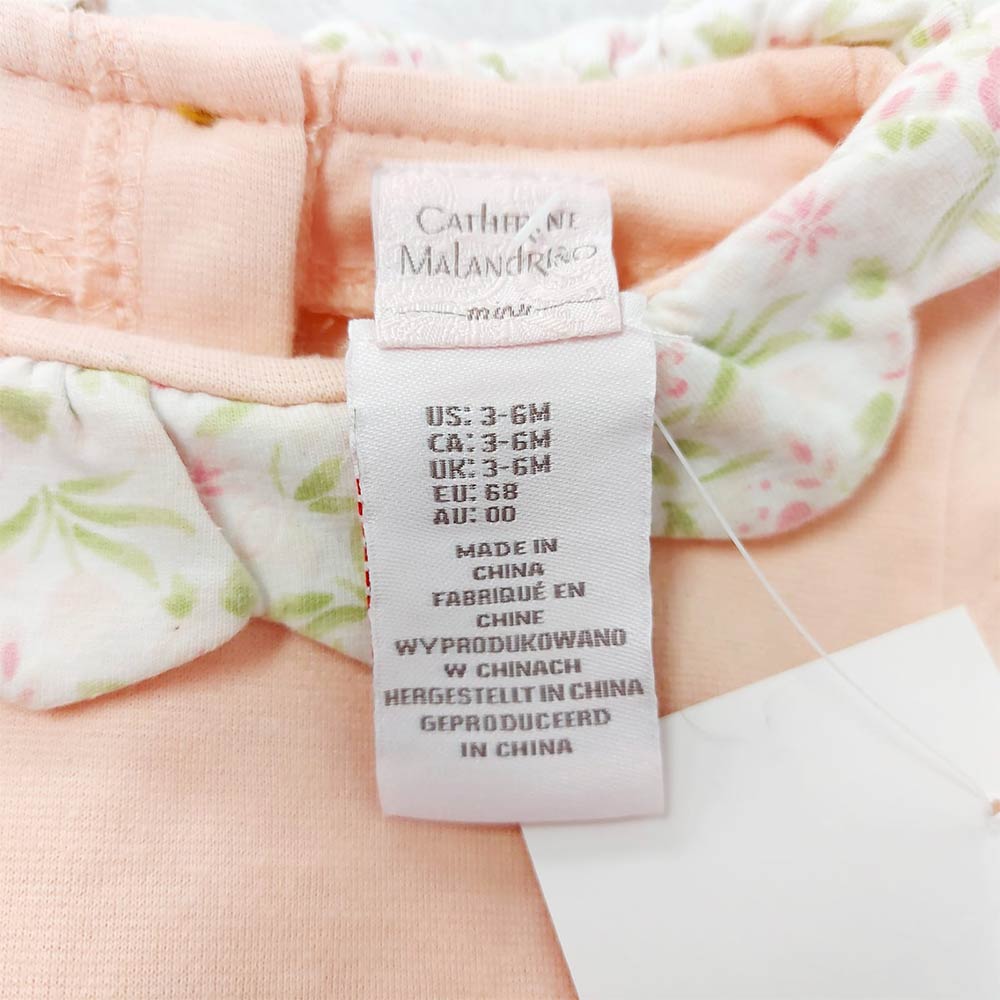 Catherine
Malandrino
mini
US: 3-6M
CA: 3-6M
UK: 3-6M
EU: 68
AU: 00
MADE IN
CHINA
FABRIQUÉ EN
CHINE
WYPRODUKOWANO
W CHINACH
HERGESTELLT IN CHINA
GEPRODUCEERD
IN CHINA